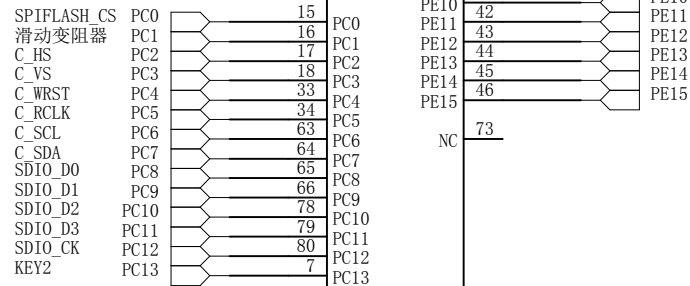 SPIFLASH_CS PC0 15 PC0
滑动变阻器 PC1 16 PC1
C_HS PC2 17 PC2
C_VS PC3 18 PC3
C_WRST PC4 33 PC4
C_RCLK PC5 34 PC5
C_SCL PC6 63 PC6
C_SDA PC7 64 PC7
SDIO_D0 PC8 65 PC8
SDIO_D1 PC9 66 PC9
SDIO_D2 PC10 78 PC10
SDIO_D3 PC11 79 PC11
SDIO_CK PC12 80 PC12
KEY2 PC13 7 PC13
PE10
PE11 42 PE11
PE12 43 PE12
PE13 44 PE13
PE14 45 PE14
PE15 46 PE15
NC 73